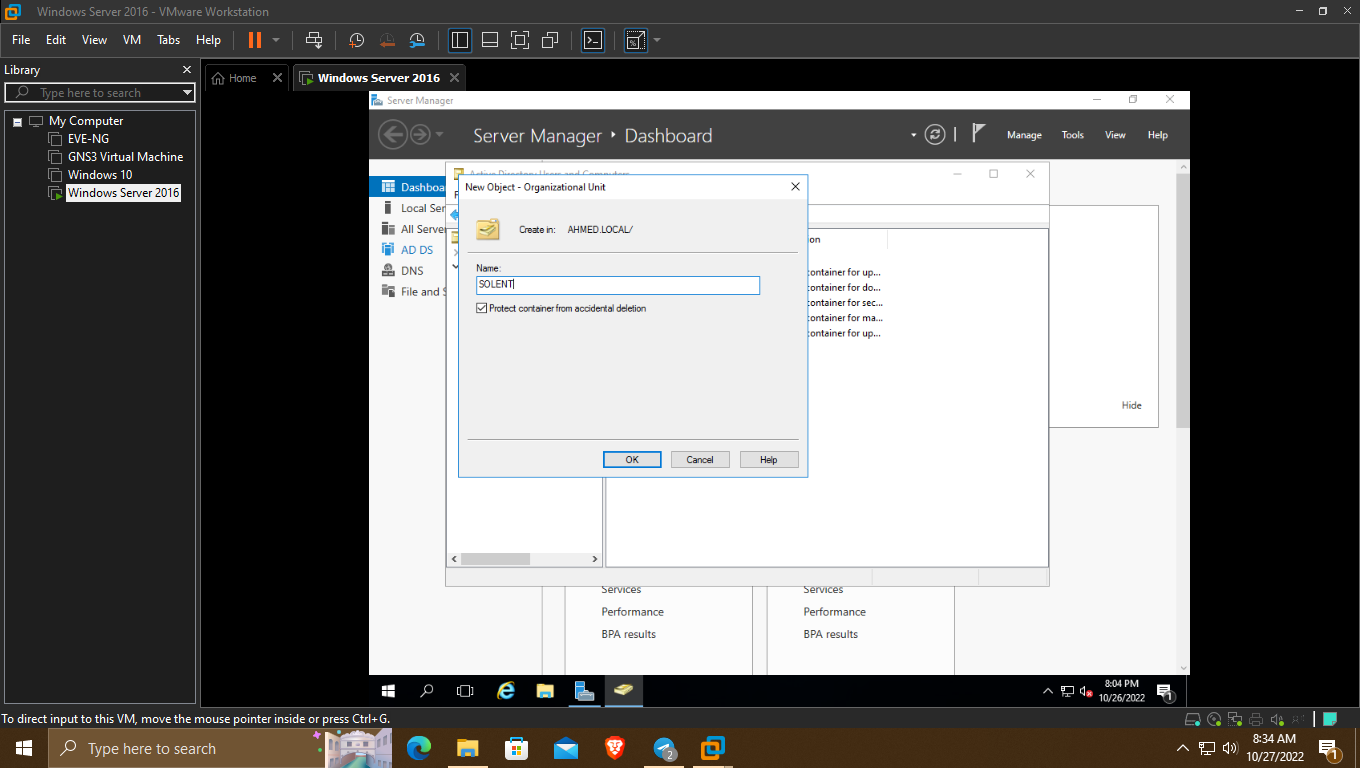 Windows Server 2016 - VMware Workstation
File Edit View VM Tabs Help
Library
Type here to search
My Computer
EVE-NG
GNS3 Virtual Machine
Windows 10
Windows Server 2016
Home
Windows Server 2016
Server Manager
Server Manager • Dashboard
Manage Tools View Help
Dashboa
Local Ser
All Server
AD DS
DNS
File and S
Active Directory Users and Computers
New Object - Organizational Unit
Create in: AHMED.LOCAL/
Name:
SOLENT
Protect container from accidental deletion
OK Cancel Help
on
container for up...
container for do...
container for sec...
container for ma...
container for up...
Hide
Services
Performance
BPA results
Services
Performance
BPA results
8:04 PM
10/26/2022
1
To direct input to this VM, move the mouse pointer inside or press Ctrl+G.
Type here to search
2
8:34 AM
10/27/2022
1